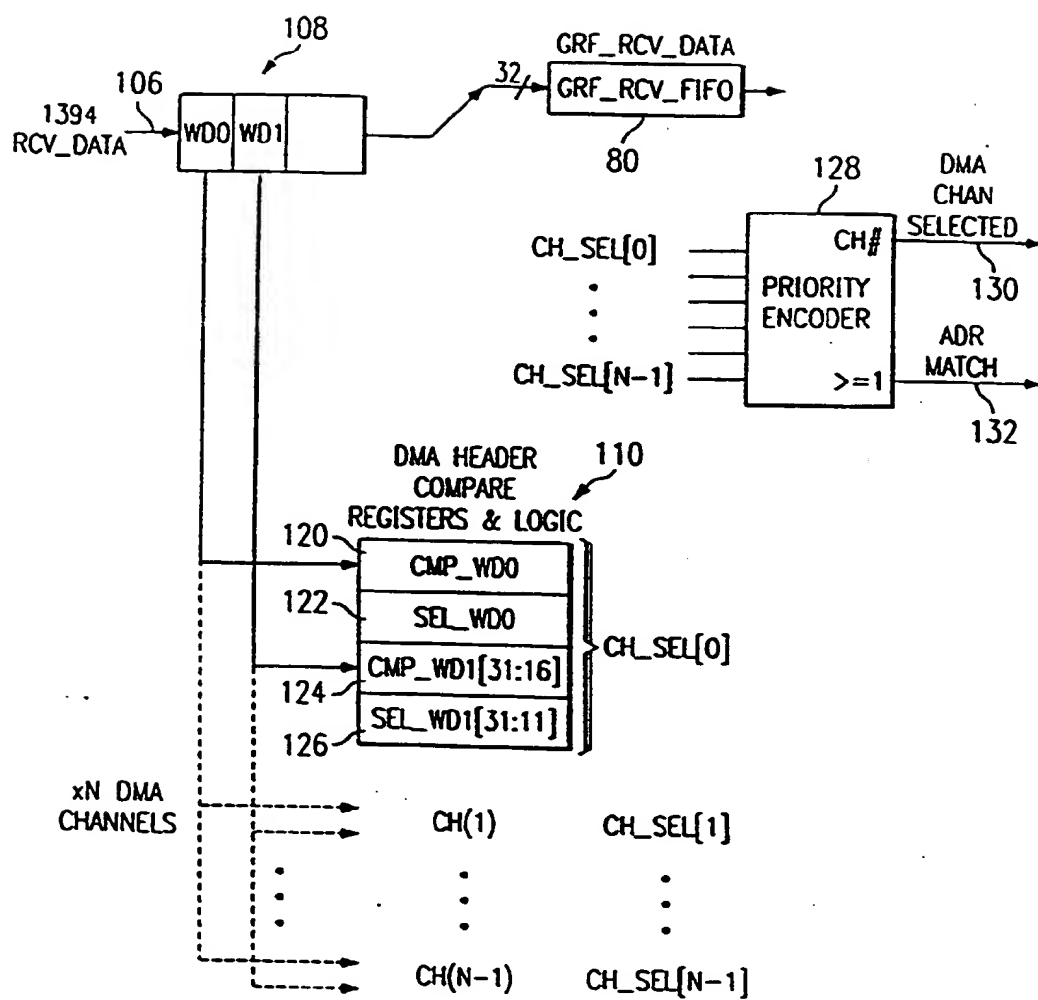 108
GRF_RCV_DATA
106
32
GRF_RCV_FIFO
1394
RCV_DATA
WD0 WD1
80
128
DMA
CHAN
SELECTED
CH#
130
CH_SEL[0]
PRIORITY
ENCODER
ADR
MATCH
CH_SEL[N-1]
>=1
132
DMA HEADER
COMPARE
REGISTERS & LOGIC
110
120
CMP_WD0
122
SEL_WD0
CH_SEL[0]
CMP_WD1[31:16]
124
SEL_WD1[31:11]
126
xN DMA
CHANNELS
CH(1) CH_SEL[1]
CH(N-1) CH_SEL[N-1]